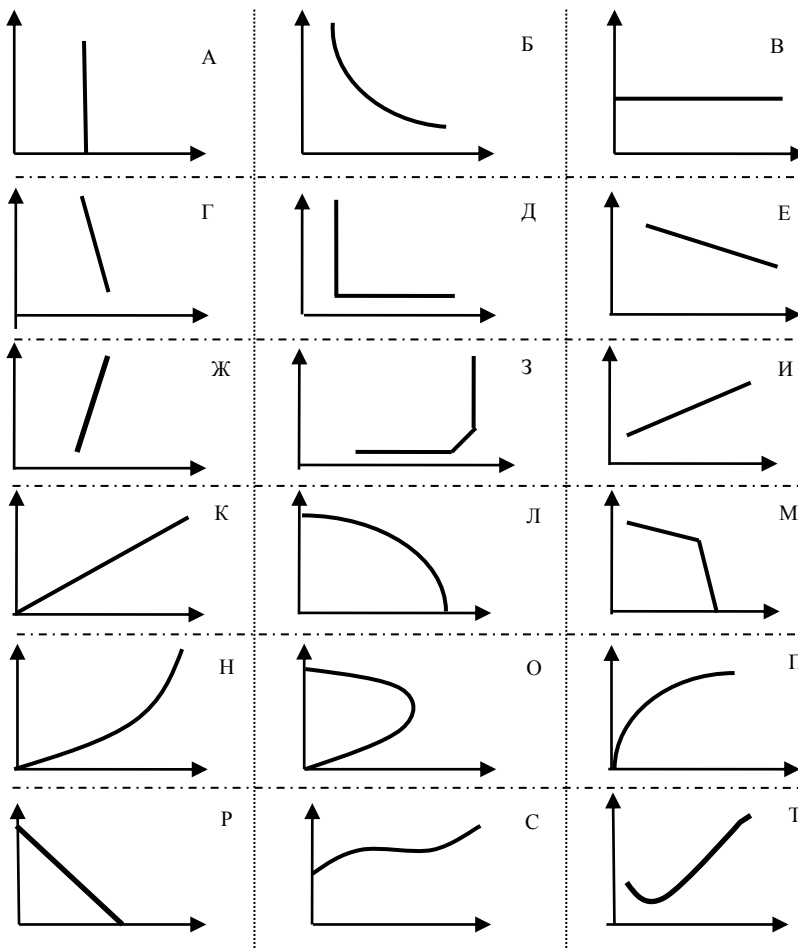 А Б В
Г Д Е
Ж З И
К Л М
Н О П
Р С Т